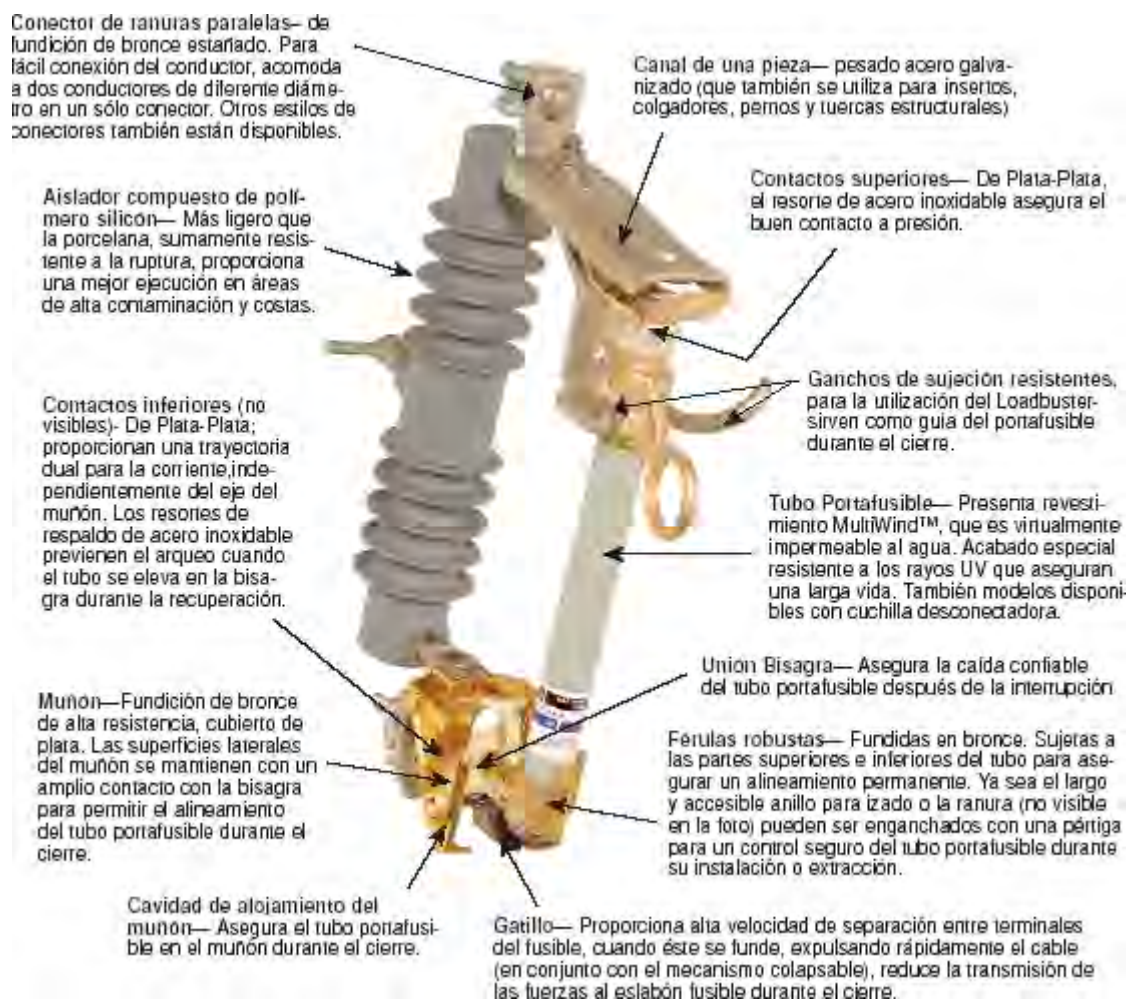 Conector de ranuras paralelas— de
fundición de bronce estañado. Para
fácil conexión del conductor, acomoda
a dos conductores de diferente diáme-
tro en un sólo conector. Otros estilos de
conectores también están disponibles.
Canal de una pieza— pesado acero galva-
nizado (que también se utiliza para insertos,
colgadores, pernos y tuercas estructurales)
Contactos superiores— De Plata-Plata,
el resorte de acero inoxidable asegura el
buen contacto a presión.
Aislador compuesto de polí-
mero silicón— Más ligero que
la porcelana, sumamente resis-
tente a la ruptura, proporciona
una mejor ejecución en áreas
de alta contaminación y costas.
Ganchos de sujeción resistentes,
para la utilización del Loadbuster-
sirven como guía del portafusible
durante el cierre.
Contactos inferiores (no
visibles)- De Plata-Plata;
proporcionan una trayectoria
dual para la corriente,inde-
pendientemente del eje del
muñón. Los resortes de
respaldo de acero inoxidable
previenen el arqueo cuando
el tubo se eleva en la bisa-
gra durante la recuperación.
Tubo Portafusible— Presenta revesti-
miento MultiWind™, que es virtualmente
impermeable al agua. Acabado especial
resistente a los rayos UV que aseguran
una larga vida. También modelos disponi-
bles con cuchilla desconectadora.
Unión Bisagra— Asegura la caída confiable
del tubo portafusible después de la interrupción
Muñón—Fundición de bronce
de alta resistencia, cubierto de
plata. Las superficies laterales
del muñón se mantienen con un
amplio contacto con la bisagra
para permitir el alineamiento
del tubo portafusible durante el
cierre.
Férulas robustas— Fundidas en bronce. Sujetas a
las partes superiores e inferiores del tubo para ase-
gurar un alineamiento permanente. Ya sea el largo
y accesible anillo para izado o la ranura (no visible
en la foto) pueden ser enganchados con una pértiga
para un control seguro del tubo portafusible durante
su instalación o extracción.
Cavidad de alojamiento del
muñón— Asegura el tubo portafusi-
ble en el muñón durante el cierre.
Gatillo— Proporciona alta velocidad de separación entre terminales
del fusible, cuando éste se funde, expulsando rápidamente el cable
(en conjunto con el mecanismo colapsable), reduce la transmisión de
las fuerzas al eslabón fusible durante el cierre.